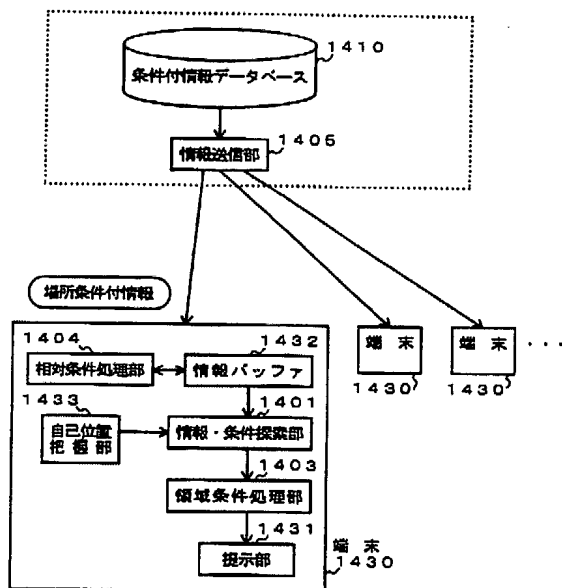 条件付情報データベース
1410
情報送信部
1405
場所条件付情報
端末
1430
端末
1430
・・・
1404
相対条件処理部
1432
情報バッファ
1433
自己位置
把握部
1401
情報・条件探索部
1403
領域条件処理部
1431
提示部
端末
1430